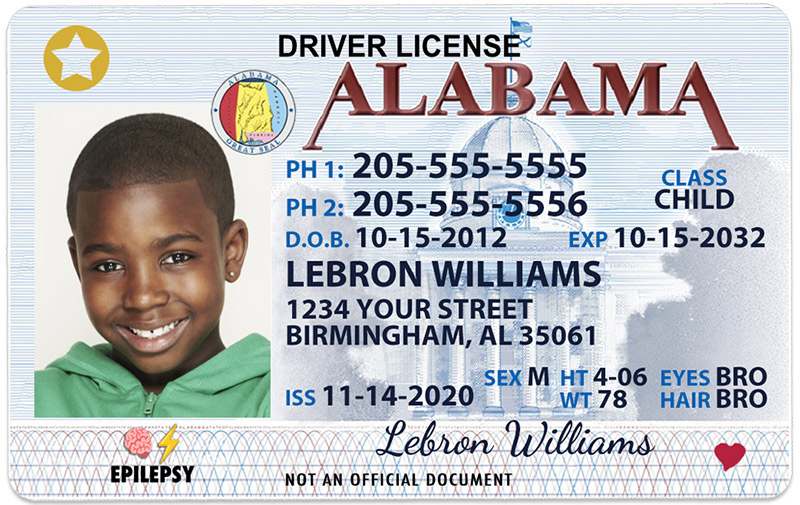 DRIVER LICENSE
ALABAMA
ALABAMA
GREAT SEAL
PH 1: 205-555-5555
PH 2: 205-555-5556
CLASS
CHILD
D.O.B. 10-15-2012 EXP 10-15-2032
LEBRON WILLIAMS
1234 YOUR STREET
BIRMINGHAM, AL 35061
SEX M HT 4-06 EYES BRO
ISS 11-14-2020 WT 78 HAIR BRO
Lebron Williams
EPILEPSY
NOT AN OFFICIAL DOCUMENT